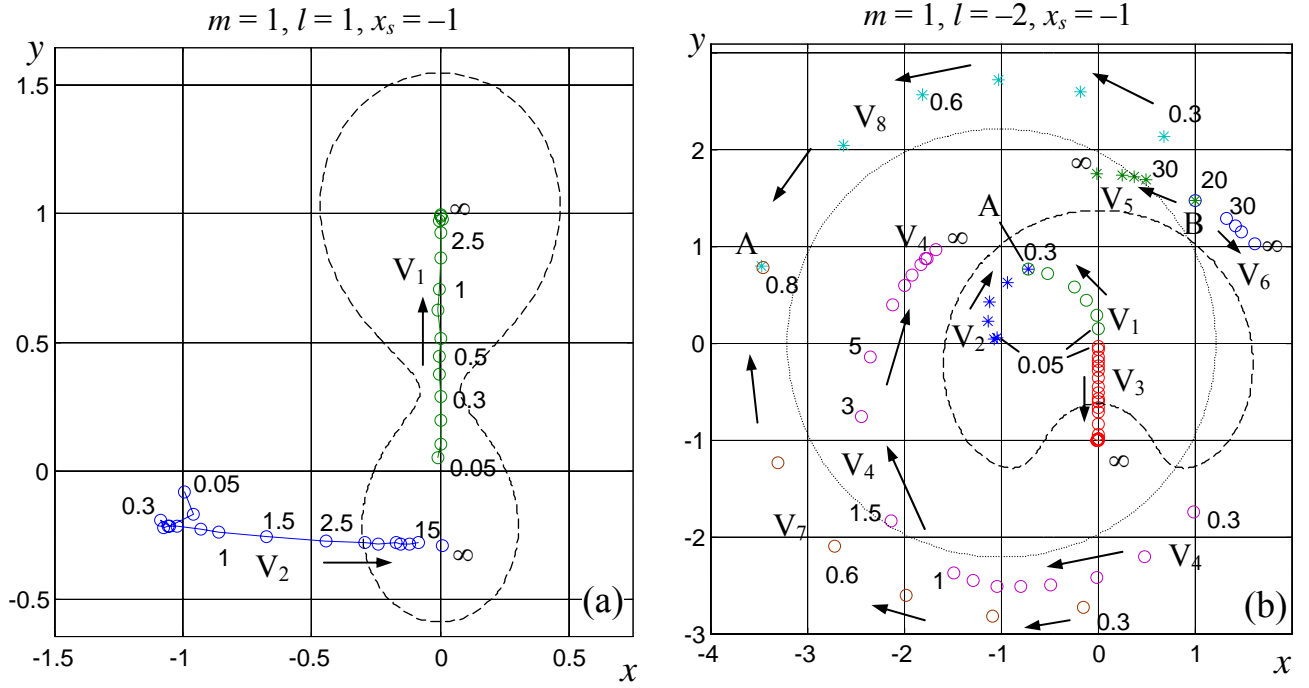 m = 1, l = 1, xₛ = –1
y
1.5
1
0.5
0
-0.5
-1.5
-1
-0.5
0
0.5
x
∞
2.5
V₁
1
0.5
0.3
0.05
0.05
0.3
1
1.5
2.5
15
V₂
∞
(a)
m = 1, l = –2, xₛ = –1
y
2
1
0
-1
-2
-3
-4
-3
-2
-1
0
1
x
0.6
V₈
0.3
∞
30
V₅
20
B
30
∞
V₆
A
0.8
A
0.3
V₄
∞
V₂
0.05
V₁
V₃
∞
5
3
V₄
1.5
V₇
0.6
1
V₄
0.3
0.3
(b)